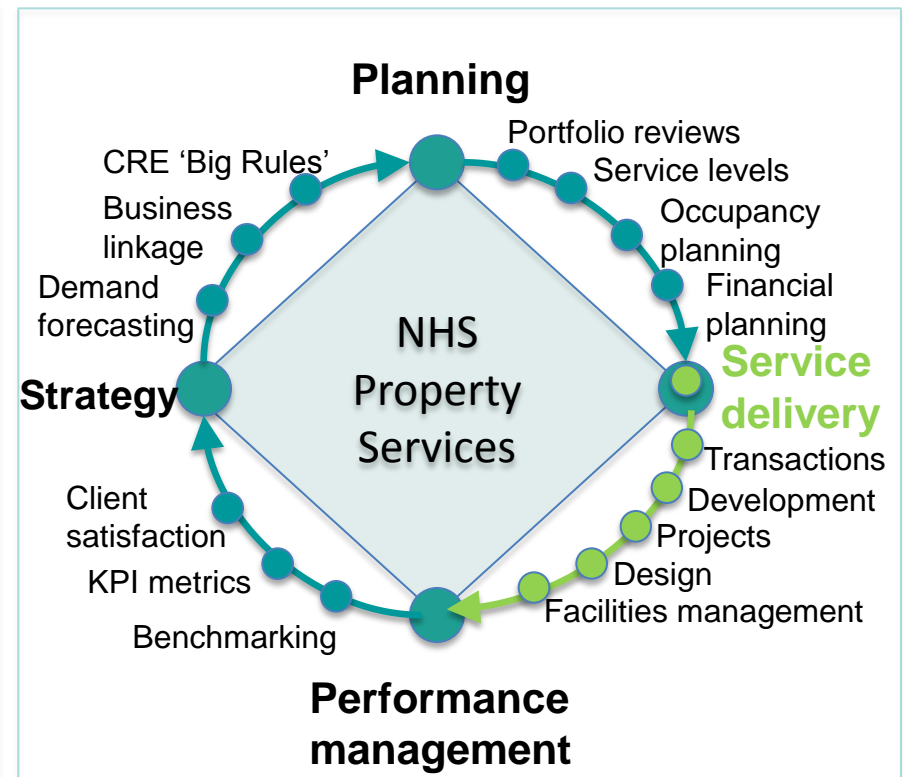 Planning
Portfolio reviews
CRE ‘Big Rules’
Service levels
Business
linkage
Occupancy
planning
Demand
forecasting
Financial
planning
NHS
Property
Services
Strategy
Service
delivery
Transactions
Development
Projects
Design
Facilities management
Client
satisfaction
KPI metrics
Benchmarking
Performance
management